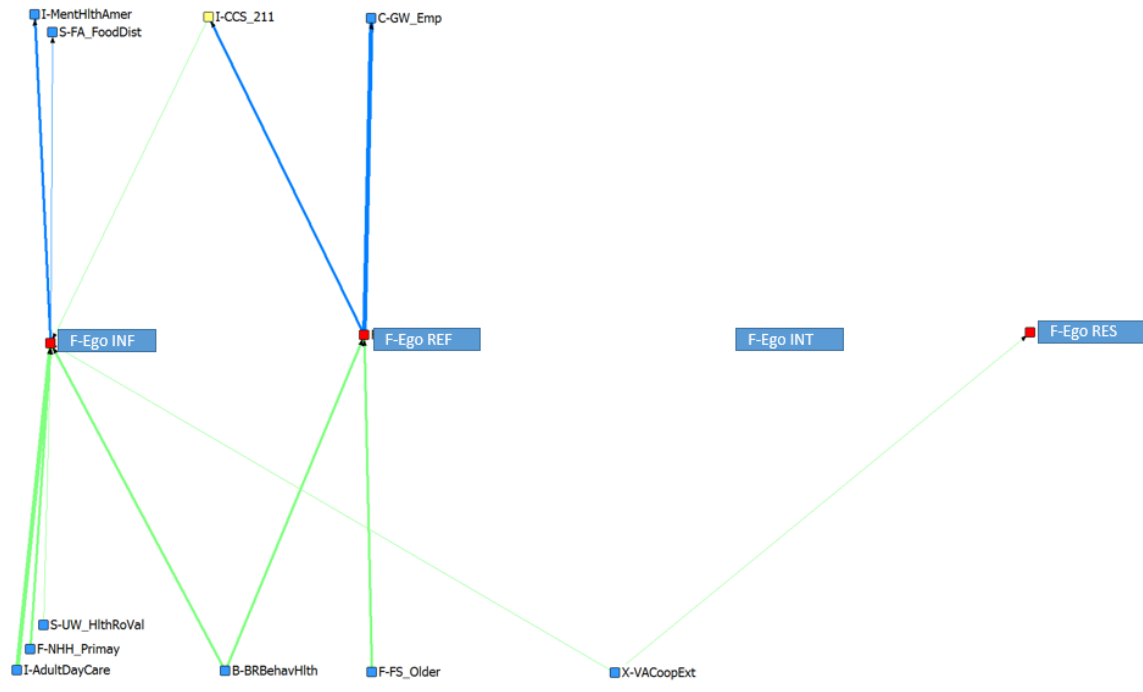 I-MentHlthAmer
S-FA_FoodDist
I-CCS_211
C-GW_Emp
F-Ego INF
F-Ego REF
F-Ego INT
F-Ego RES
S-UW_HlthRoVal
F-NHH_Primay
I-AdultDayCare
B-BRBehavHlth
F-FS_Older
X-VACoopExt